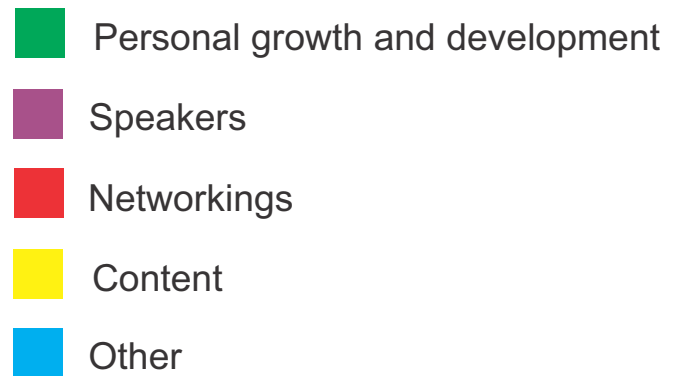 Personal growth and development
Speakers
Networkings
Content
Other